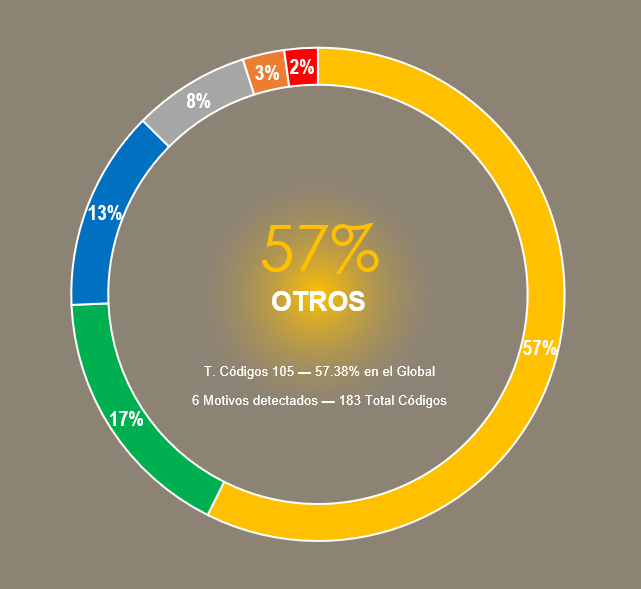 2%
3%
8%
13%
57%
OTROS
57%
T. Códigos 105 — 57.38% en el Global
6 Motivos detectados — 183 Total Códigos
17%